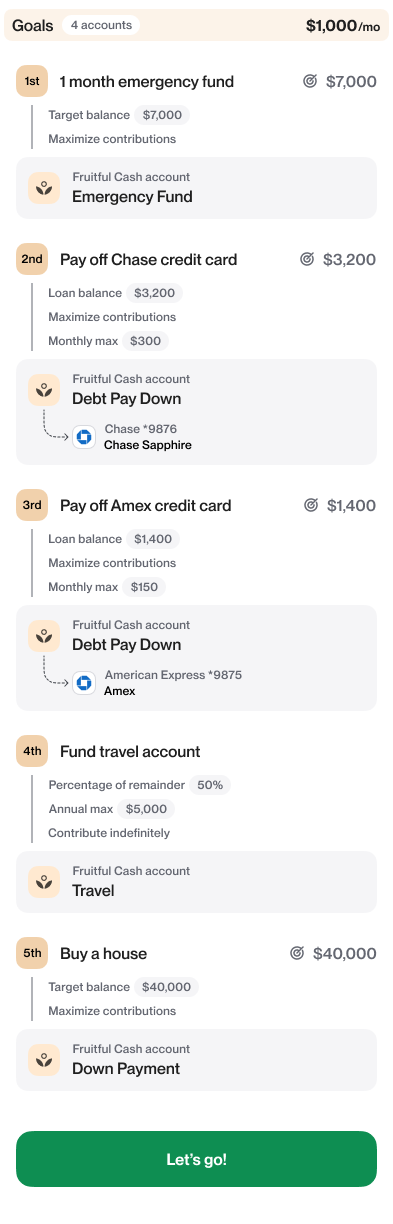 Goals 4 accounts $1,000/mo
1st 1 month emergency fund $7,000
Target balance $7,000
Maximize contributions
Fruitful Cash account
Emergency Fund
2nd Pay off Chase credit card $3,200
Loan balance $3,200
Maximize contributions
Monthly max $300
Fruitful Cash account
Debt Pay Down
Chase *9876
Chase Sapphire
3rd Pay off Amex credit card $1,400
Loan balance $1,400
Maximize contributions
Monthly max $150
Fruitful Cash account
Debt Pay Down
American Express *9875
Amex
4th Fund travel account
Percentage of remainder 50%
Annual max $5,000
Contribute indefinitely
Fruitful Cash account
Travel
5th Buy a house $40,000
Target balance $40,000
Maximize contributions
Fruitful Cash account
Down Payment
Let's go!